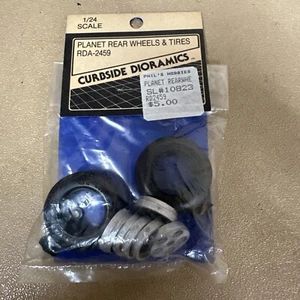 1/24
SCALE
PLANET REAR WHEELS & TIRES
RDA-2459
CURBSIDE DIORAMICS
PHIL'S HOBBIES
PLANET REARWHE
SL#10823
RD2459
$5.00